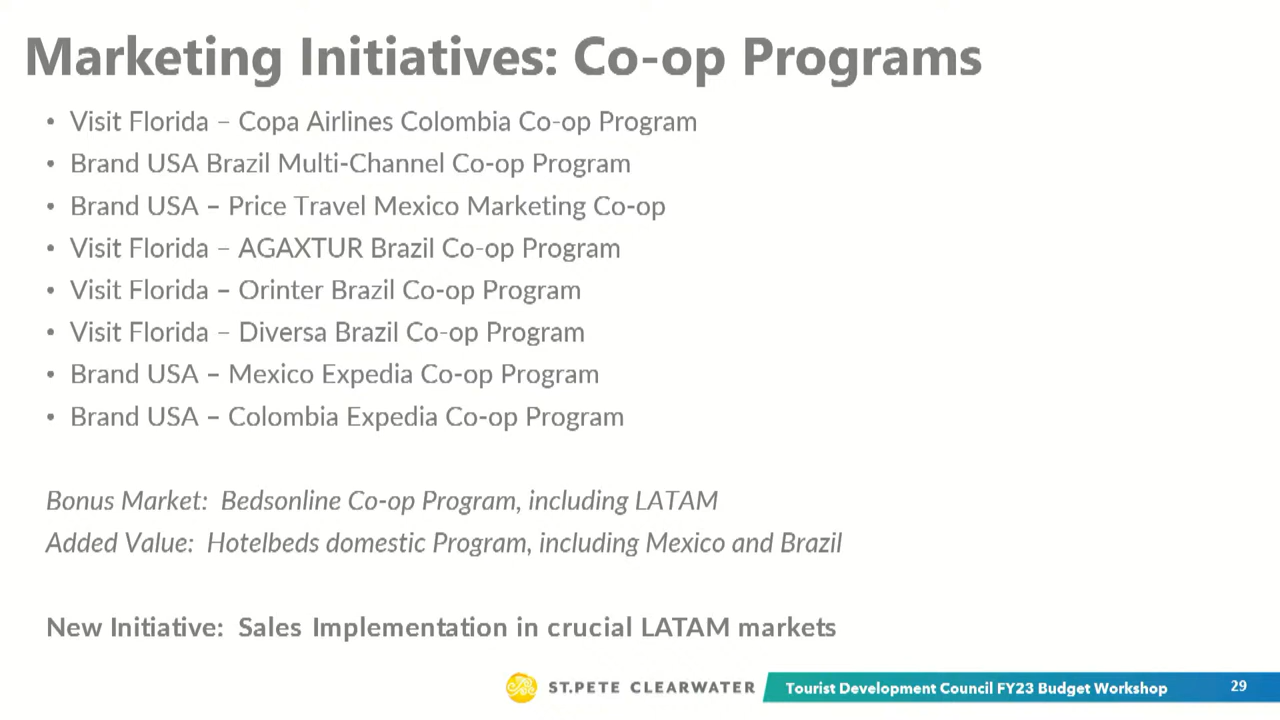 Marketing Initiatives: Co-op Programs
• Visit Florida – Copa Airlines Colombia Co-op Program
• Brand USA Brazil Multi-Channel Co-op Program
• Brand USA – Price Travel Mexico Marketing Co-op
• Visit Florida – AGAXTUR Brazil Co-op Program
• Visit Florida – Orinter Brazil Co-op Program
• Visit Florida – Diversa Brazil Co-op Program
• Brand USA – Mexico Expedia Co-op Program
• Brand USA – Colombia Expedia Co-op Program
Bonus Market: Bedsonline Co-op Program, including LATAM
Added Value: Hotelbeds domestic Program, including Mexico and Brazil
New Initiative: Sales Implementation in crucial LATAM markets
ST.PETE CLEARWATER
Tourist Development Council FY23 Budget Workshop
29